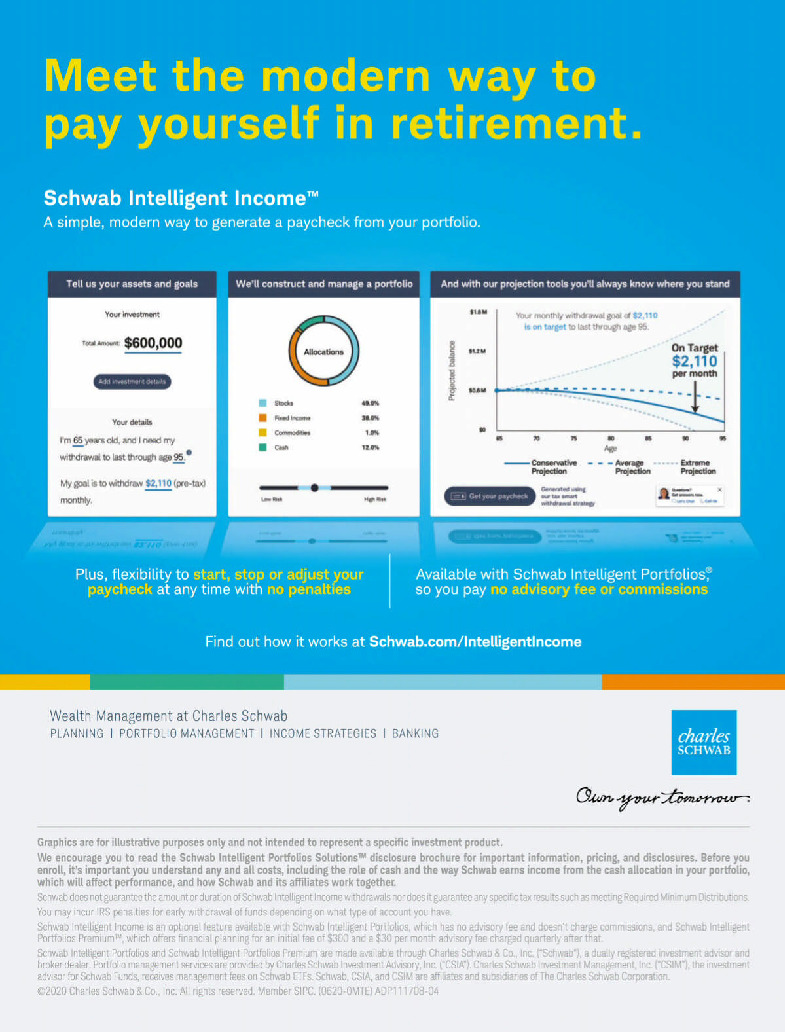 Meet the modern way to
pay yourself in retirement.
Schwab Intelligent Income™
A simple, modern way to generate a paycheck from your portfolio.
Tell us your assets and goals
Your investment
Total Amount: $600,000
Add investment details
Your details
I'm 65 years old, and I need my
withdrawal to last through age 95.
My goal is to withdraw $2,110 (pre-tax)
monthly.
We'll construct and manage a portfolio
Allocations
Stocks 49.0%
Fixed Income 38.0%
Commodities 1.0%
Cash 12.0%
Low Risk High Risk
And with our projection tools you'll always know where you stand
Your monthly withdrawal goal of $2,110
is on target to last through age 95.
On Target
$2,110
per month
Projected balance
$1.2M
$0
65 70 75 80 85 90 95
Age
Conservative Projection
Average Projection
Extreme Projection
Get your paycheck
Generated using
our tax smart
withdrawal strategy
Questions?
Get answers now.
Plus, flexibility to start, stop or adjust your
paycheck at any time with no penalties
Available with Schwab Intelligent Portfolios,®
so you pay no advisory fee or commissions
Find out how it works at Schwab.com/IntelligentIncome
Wealth Management at Charles Schwab
PLANNING | PORTFOLIO MANAGEMENT | INCOME STRATEGIES | BANKING
charles
SCHWAB
Own your tomorrow.
Graphics are for illustrative purposes only and not intended to represent a specific investment product.
We encourage you to read the Schwab Intelligent Portfolios Solutions™ disclosure brochure for important information, pricing, and disclosures. Before you
enroll, it's important you understand any and all costs, including the role of cash and the way Schwab earns income from the cash allocation in your portfolio,
which will affect performance, and how Schwab and its affiliates work together.
Schwab does not guarantee the amount or duration of Schwab Intelligent Income withdrawals nor does it guarantee any specific tax results such as meeting Required Minimum Distributions.
You may incur IRS penalties for early withdrawal of funds depending on what type of account you have.
Schwab Intelligent Income is an optional feature available with Schwab Intelligent Portfolios, which has no advisory fee and doesn't charge commissions, and Schwab Intelligent
Portfolios Premium™, which offers financial planning for an initial fee of $300 and a $30 per month advisory fee charged quarterly after that.
Schwab Intelligent Portfolios and Schwab Intelligent Portfolios Premium are made available through Charles Schwab & Co., Inc. ("Schwab"), a dually registered investment advisor and
broker dealer. Portfolio management services are provided by Charles Schwab Investment Advisory, Inc. ("CSIA"). Charles Schwab Investment Management, Inc. ("CSIM"), the investment
advisor for Schwab Funds, receives management fees on Schwab ETFs. Schwab, CSIA, and CSIM are affiliates and subsidiaries of The Charles Schwab Corporation.
©2020 Charles Schwab & Co., Inc. All rights reserved. Member SIPC. (0620-0MTE) ADP111708-04